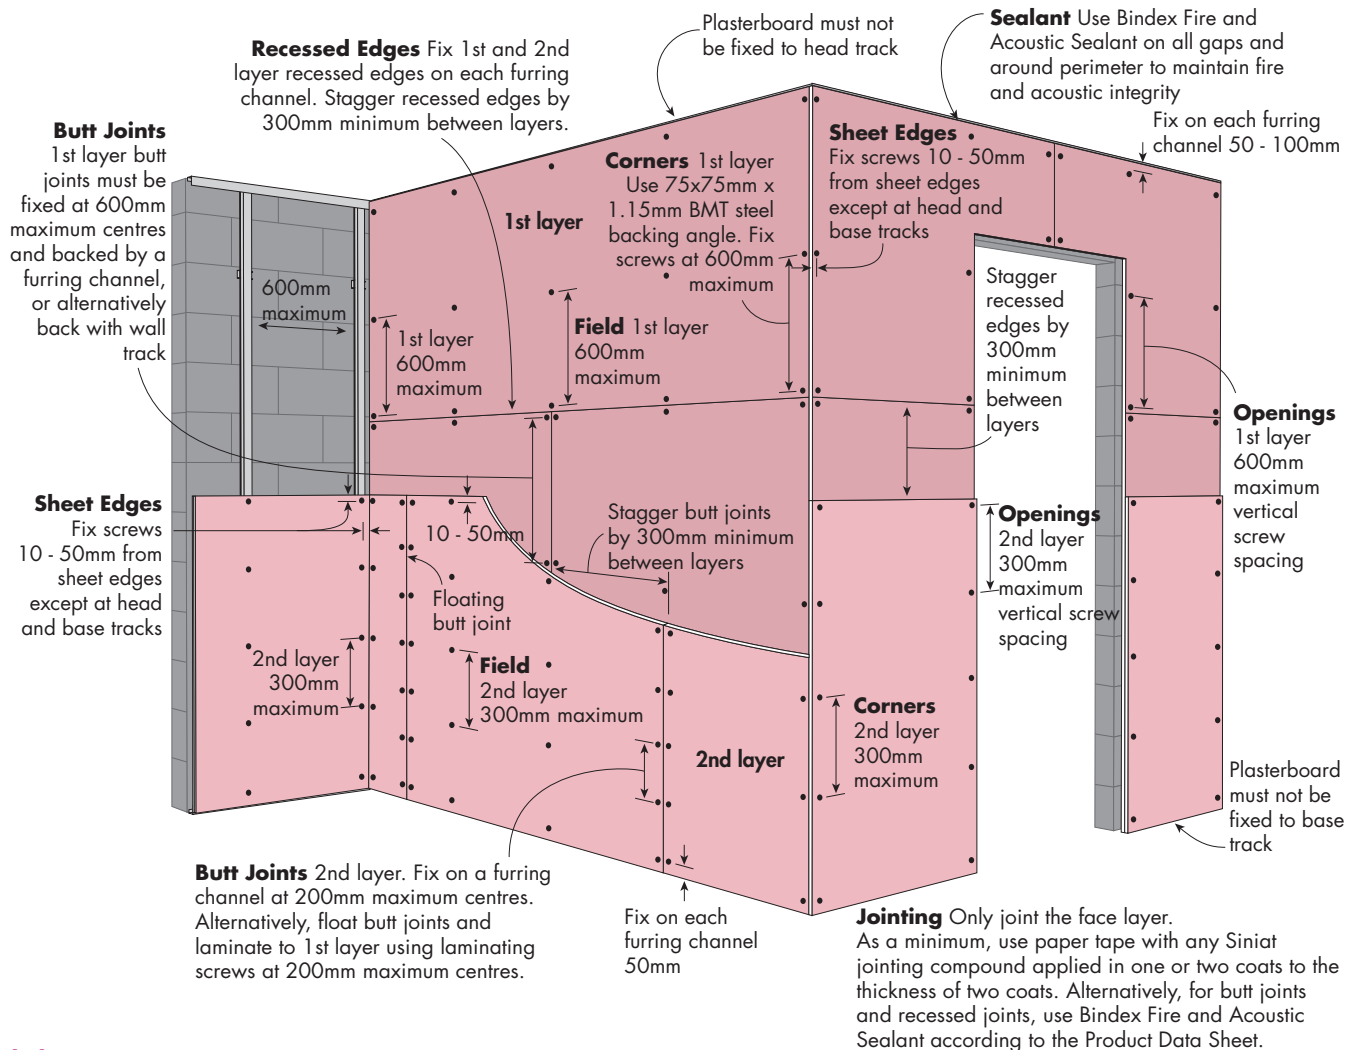 Plasterboard must not
be fixed to head track
Sealant Use Bindex Fire and
Acoustic Sealant on all gaps and
around perimeter to maintain fire
and acoustic integrity
Recessed Edges Fix 1st and 2nd
layer recessed edges on each furring
channel. Stagger recessed edges by
300mm minimum between layers.
Fix on each furring
channel 50 - 100mm
Butt Joints
1st layer butt
joints must be
fixed at 600mm
maximum centres
and backed by a
furring channel,
or alternatively
back with wall
track
Corners 1st layer
Use 75x75mm x
1.15mm BMT steel
backing angle. Fix
screws at 600mm
maximum
Sheet Edges
Fix screws 10 - 50mm
from sheet edges
except at head and
base tracks
1st layer
600mm
maximum
1st layer
600mm
maximum
Field 1st layer
600mm
maximum
Stagger
recessed
edges by
300mm
minimum
between
layers
Openings
1st layer
600mm
maximum
vertical
screw
spacing
Sheet Edges
Fix screws
10 - 50mm from
sheet edges
except at head
and base tracks
10 - 50mm
Stagger butt joints
by 300mm minimum
between layers
Openings
2nd layer
300mm
maximum
vertical screw
spacing
Floating
butt joint
2nd layer
300mm
maximum
Field
2nd layer
300mm maximum
2nd layer
Corners
2nd layer
300mm
maximum
Plasterboard
must not be
fixed to base
track
Butt Joints 2nd layer. Fix on a furring
channel at 200mm maximum centres.
Alternatively, float butt joints and
laminate to 1st layer using laminating
screws at 200mm maximum centres.
Fix on each
furring channel
50mm
Jointing Only joint the face layer.
As a minimum, use paper tape with any Siniat
jointing compound applied in one or two coats to the
thickness of two coats. Alternatively, for butt joints
and recessed joints, use Bindex Fire and Acoustic
Sealant according to the Product Data Sheet.